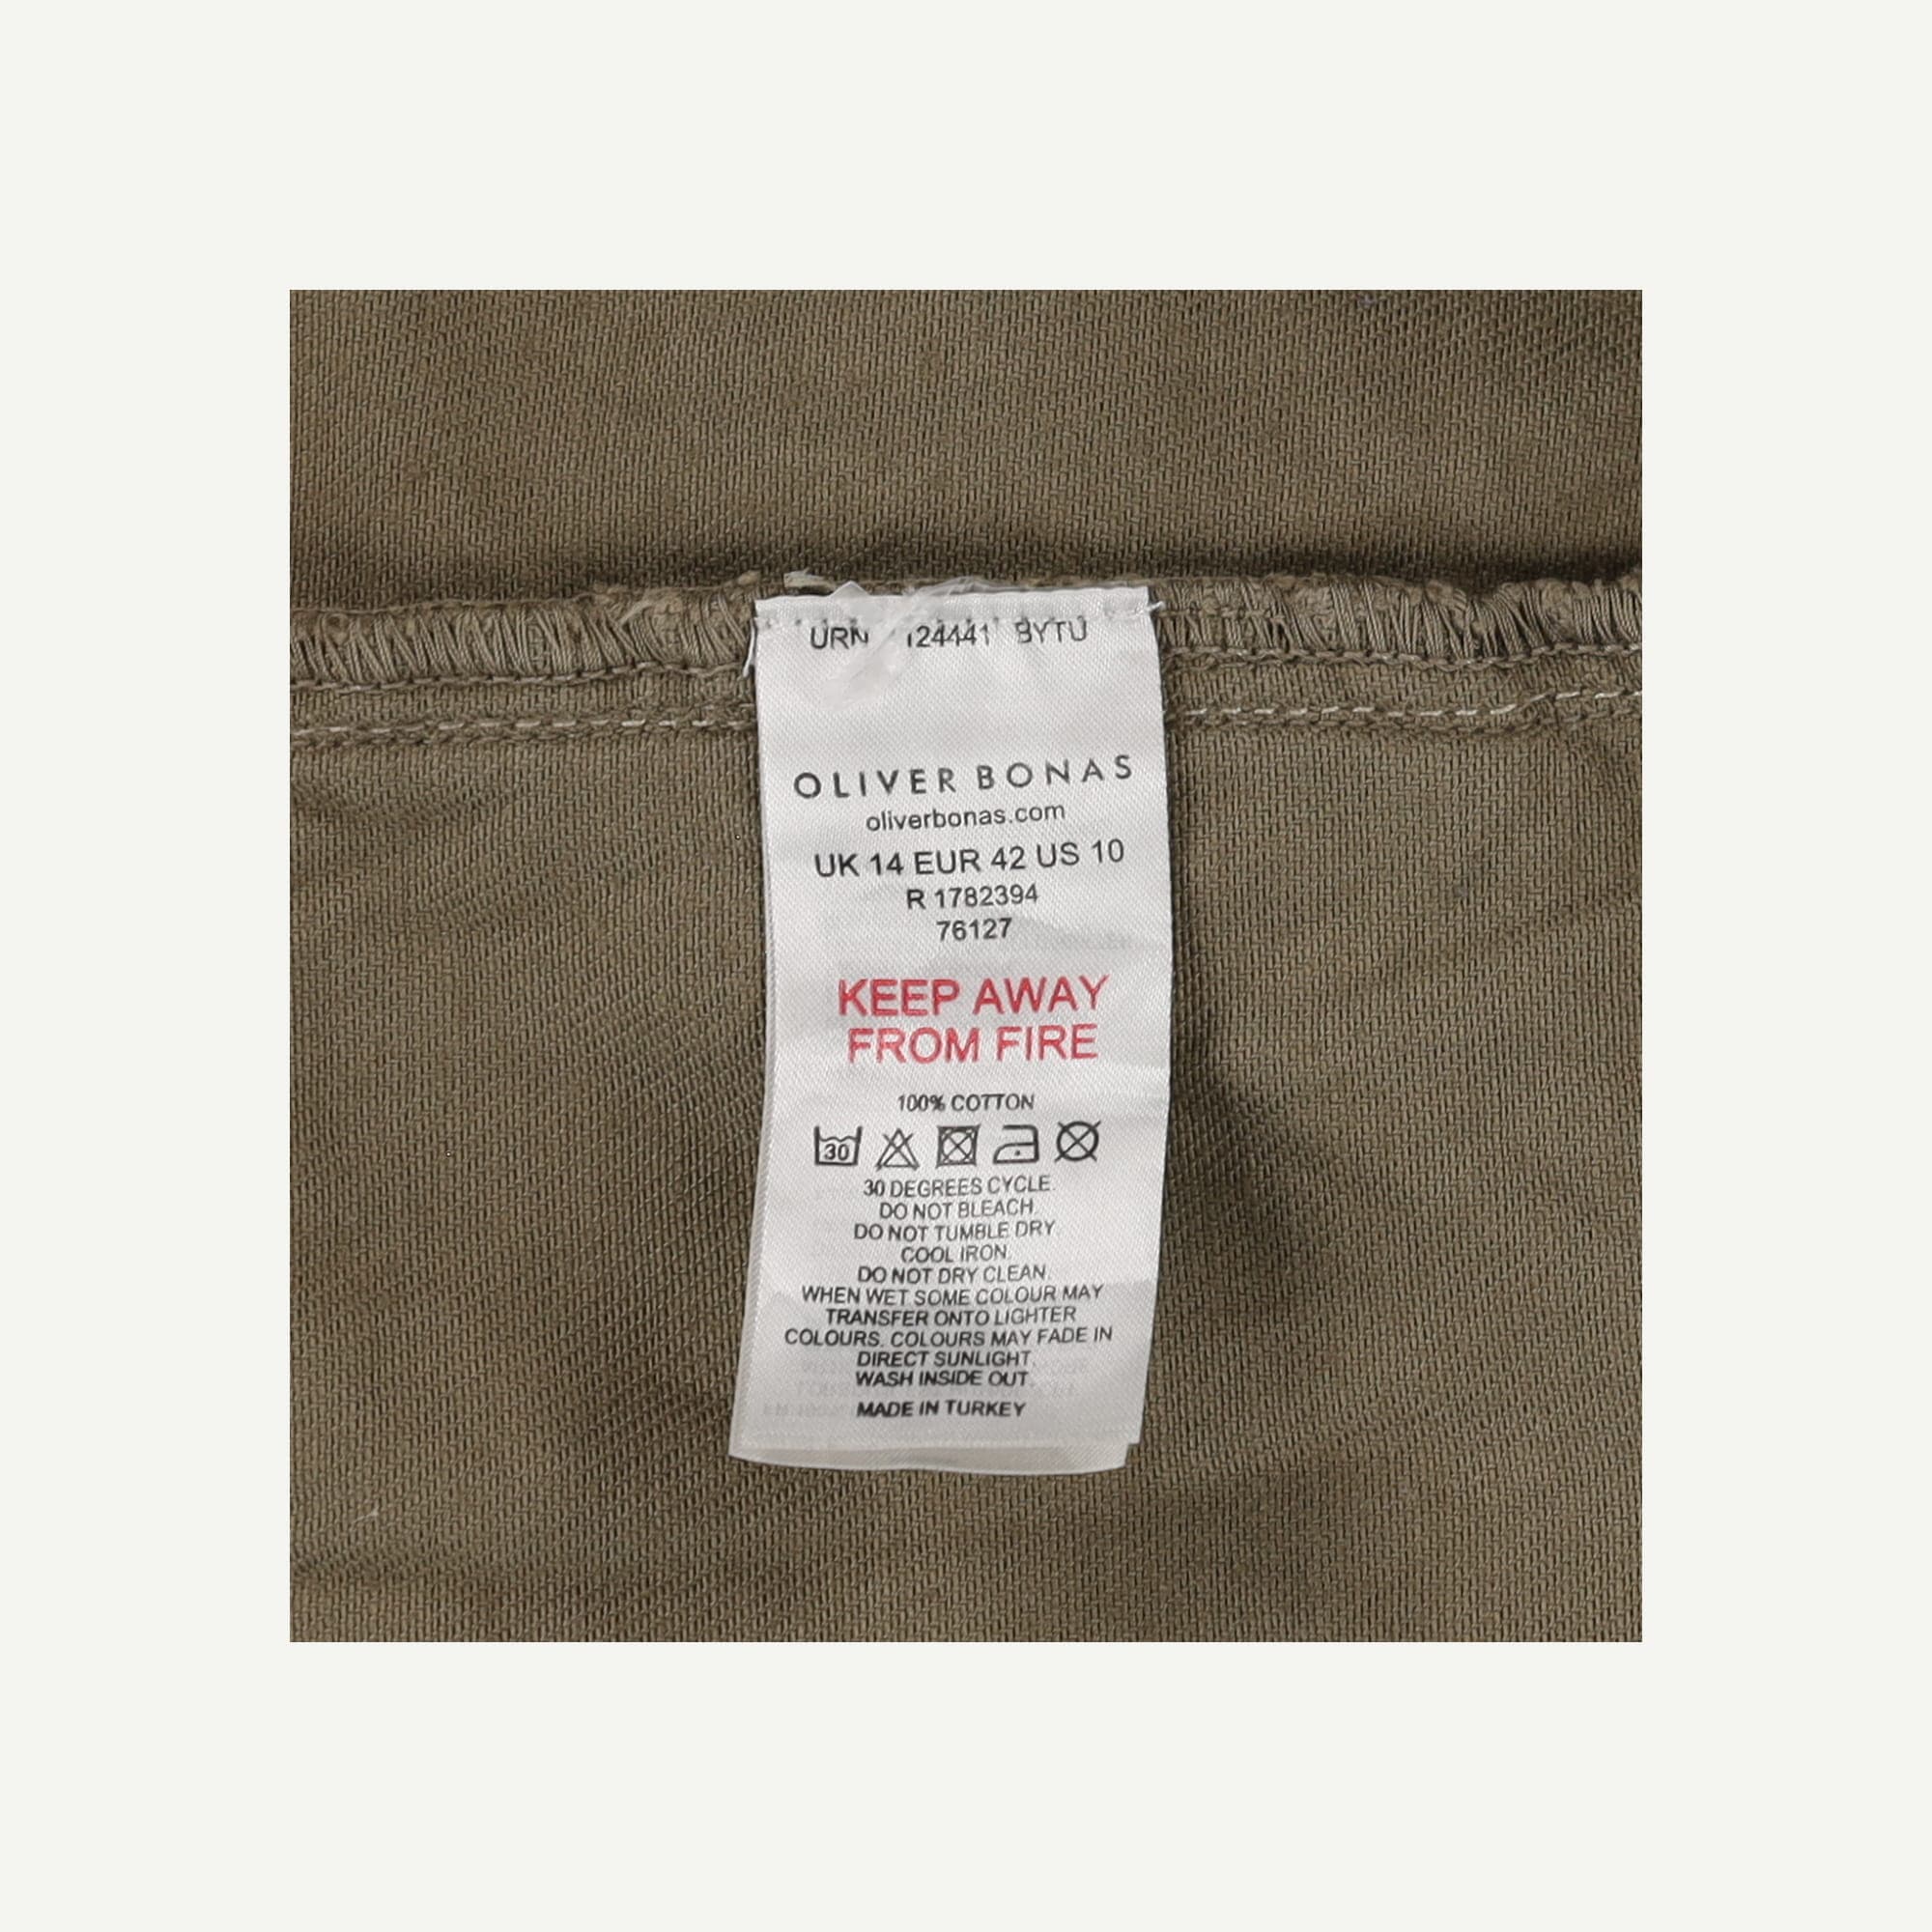 URN 124441 BYTU
OLIVER BONAS
oliverbonas.com
UK 14 EUR 42 US 10
R 1782394
76127
KEEP AWAY
FROM FIRE
100% COTTON
30
30 DEGREES CYCLE.
DO NOT BLEACH.
DO NOT TUMBLE DRY.
COOL IRON.
DO NOT DRY CLEAN.
WHEN WET SOME COLOUR MAY
TRANSFER ONTO LIGHTER
COLOURS. COLOURS MAY FADE IN
DIRECT SUNLIGHT.
WASH INSIDE OUT.
MADE IN TURKEY